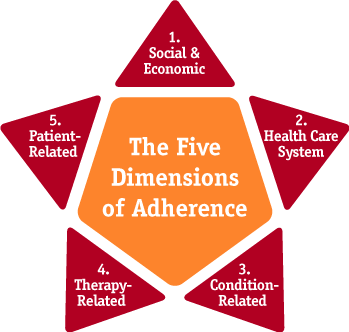 1.
Social &
Economic
2.
Health Care
System
3.
Condition-
Related
4.
Therapy-
Related
5.
Patient-
Related
The Five
Dimensions
of Adherence